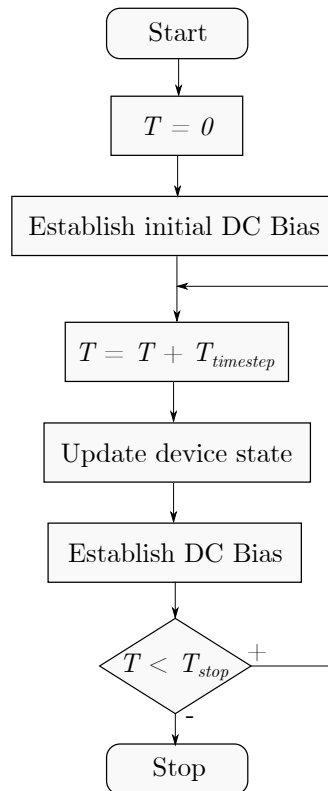 Start
T = 0
Establish initial DC Bias
T = T + T_timestep
Update device state
Establish DC Bias
T < T_stop
+
-
Stop